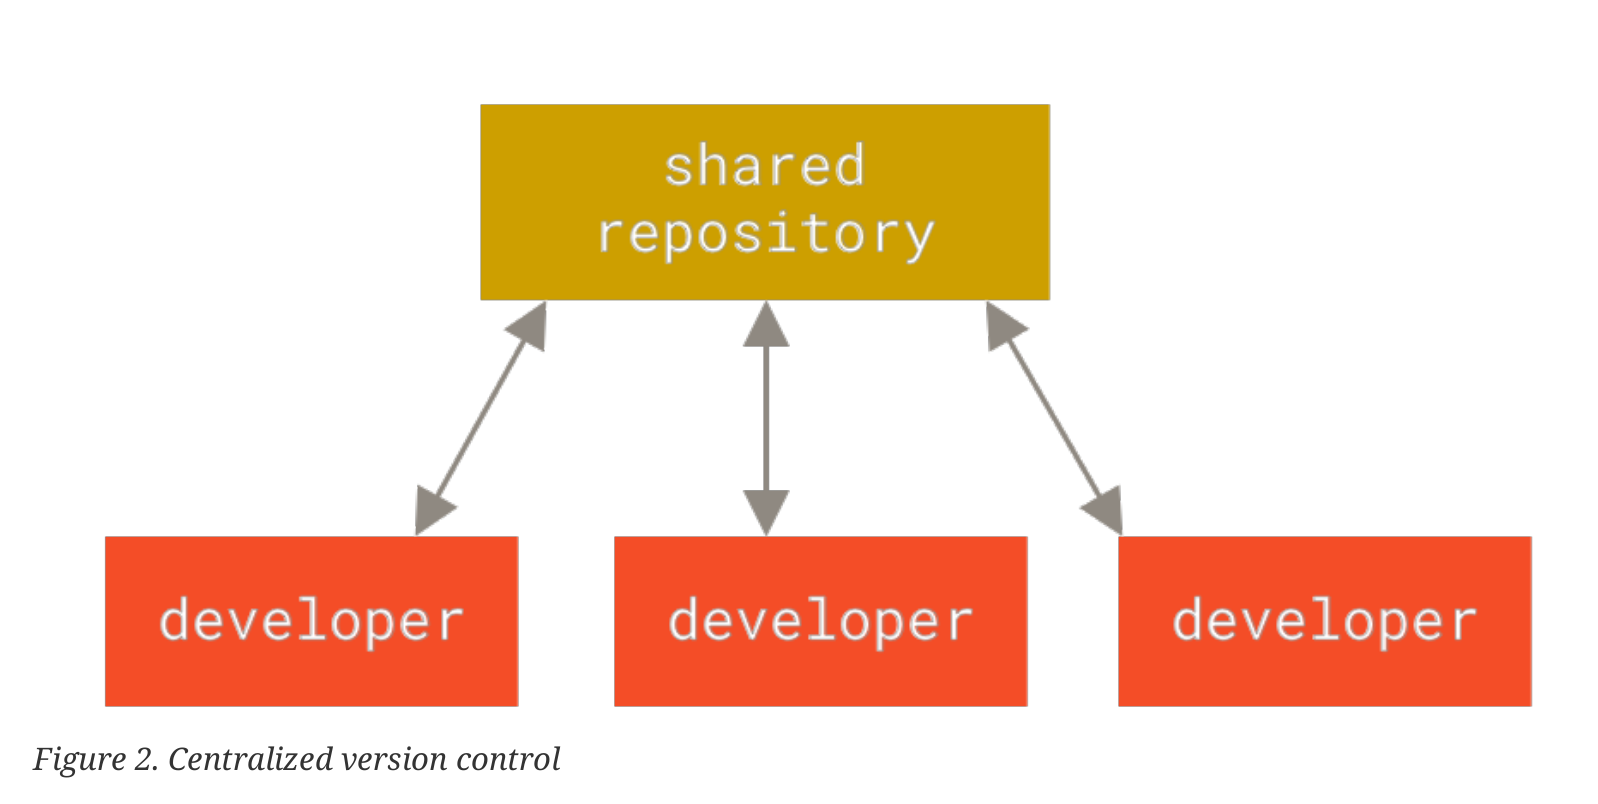 shared
repository
developer
developer
developer
Figure 2. Centralized version control